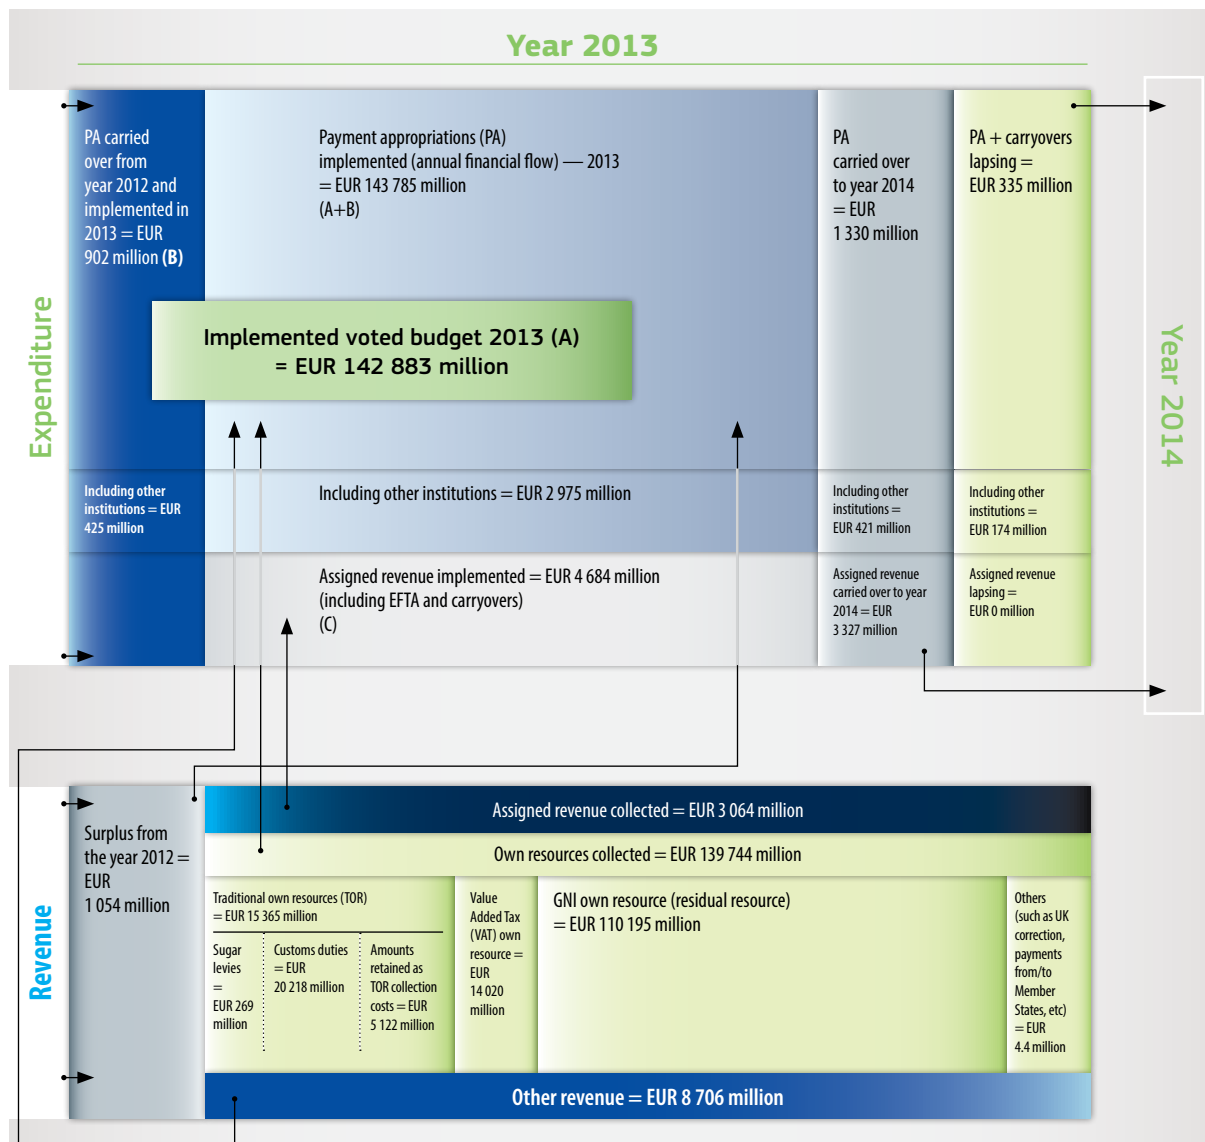 Year 2013
Expenditure
PA carried
over from
year 2012 and
implemented in
2013 = EUR
902 million (B)
Payment appropriations (PA)
implemented (annual financial flow) — 2013
= EUR 143 785 million
(A+B)
PA
carried over
to year 2014
= EUR
1 330 million
PA + carryovers
lapsing =
EUR 335 million
Implemented voted budget 2013 (A)
= EUR 142 883 million
Including other
institutions = EUR
425 million
Including other institutions = EUR 2 975 million
Including other
institutions =
EUR 421 million
Including other
institutions =
EUR 174 million
Assigned revenue implemented = EUR 4 684 million
(including EFTA and carryovers)
(C)
Assigned revenue
carried over to year
2014 = EUR
3 327 million
Assigned revenue
lapsing =
EUR 0 million
Year 2014
Revenue
Surplus from
the year 2012 =
EUR
1 054 million
Assigned revenue collected = EUR 3 064 million
Own resources collected = EUR 139 744 million
Traditional own resources (TOR)
= EUR 15 365 million
Sugar
levies
=
EUR 269
million
Customs duties
= EUR
20 218 million
Amounts
retained as
TOR collection
costs = EUR
5 122 million
Value
Added Tax
(VAT) own
resource =
EUR
14 020
million
GNI own resource (residual resource)
= EUR 110 195 million
Others
(such as UK
correction,
payments
from/to
Member
States, etc)
= EUR
4.4 million
Other revenue = EUR 8 706 million